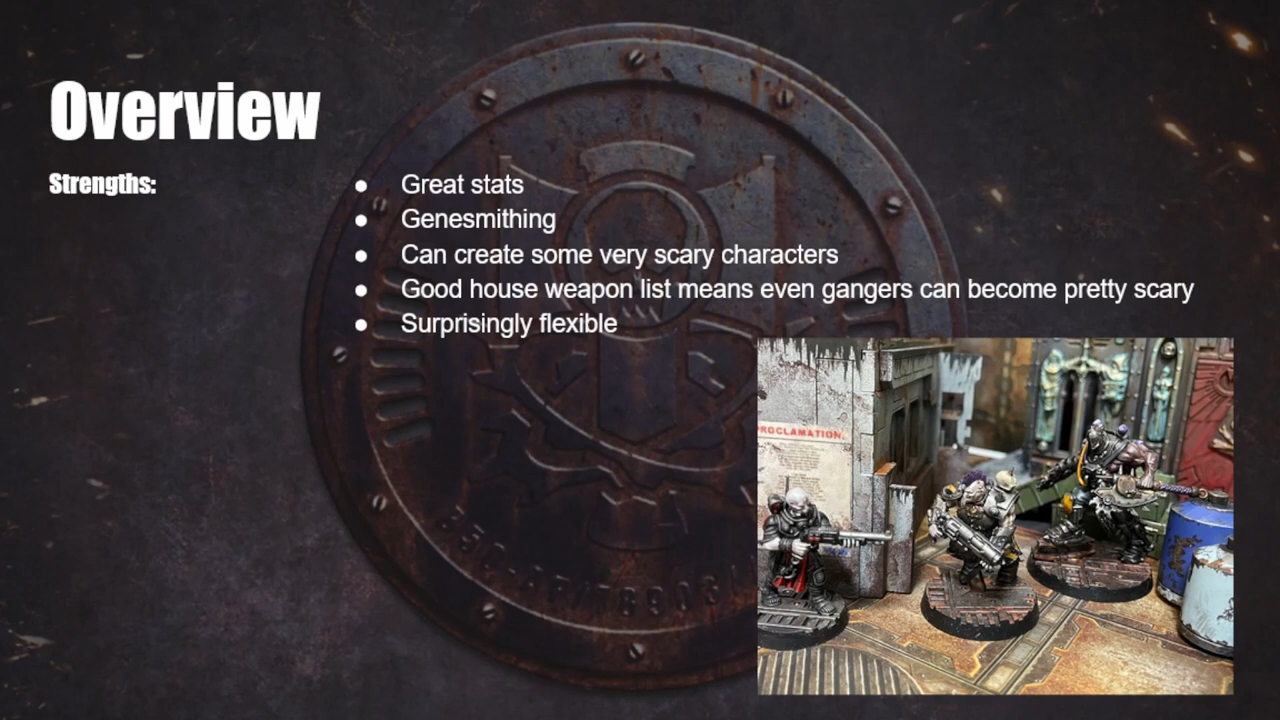 Overview
Strengths:
● Great stats
● Genesmithing
● Can create some very scary characters
● Good house weapon list means even gangers can become pretty scary
● Surprisingly flexible
PROCLAMATION.